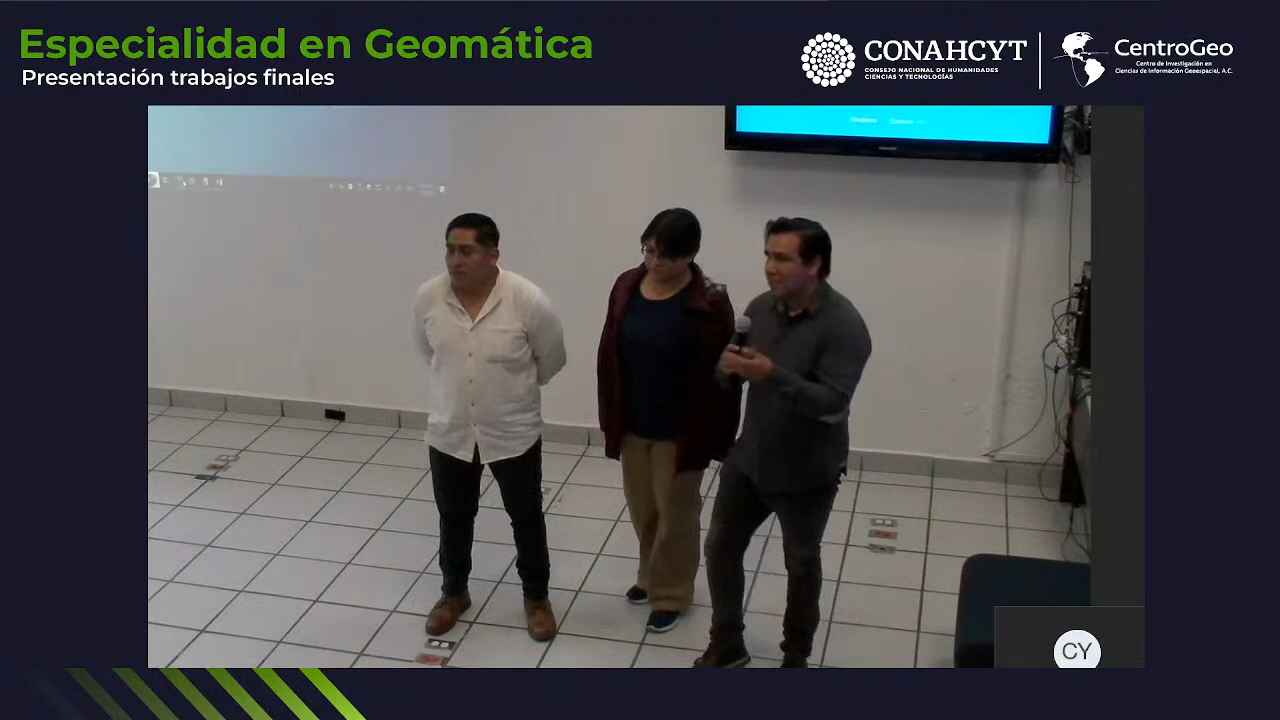 Especialidad en Geomática
Presentación trabajos finales
CONAHCYT
CONSEJO NACIONAL DE HUMANIDADES
CIENCIAS Y TECNOLOGÍAS
CentroGeo
Centro de Investigación en
Ciencias de Información Geoespacial, A.C.
CY